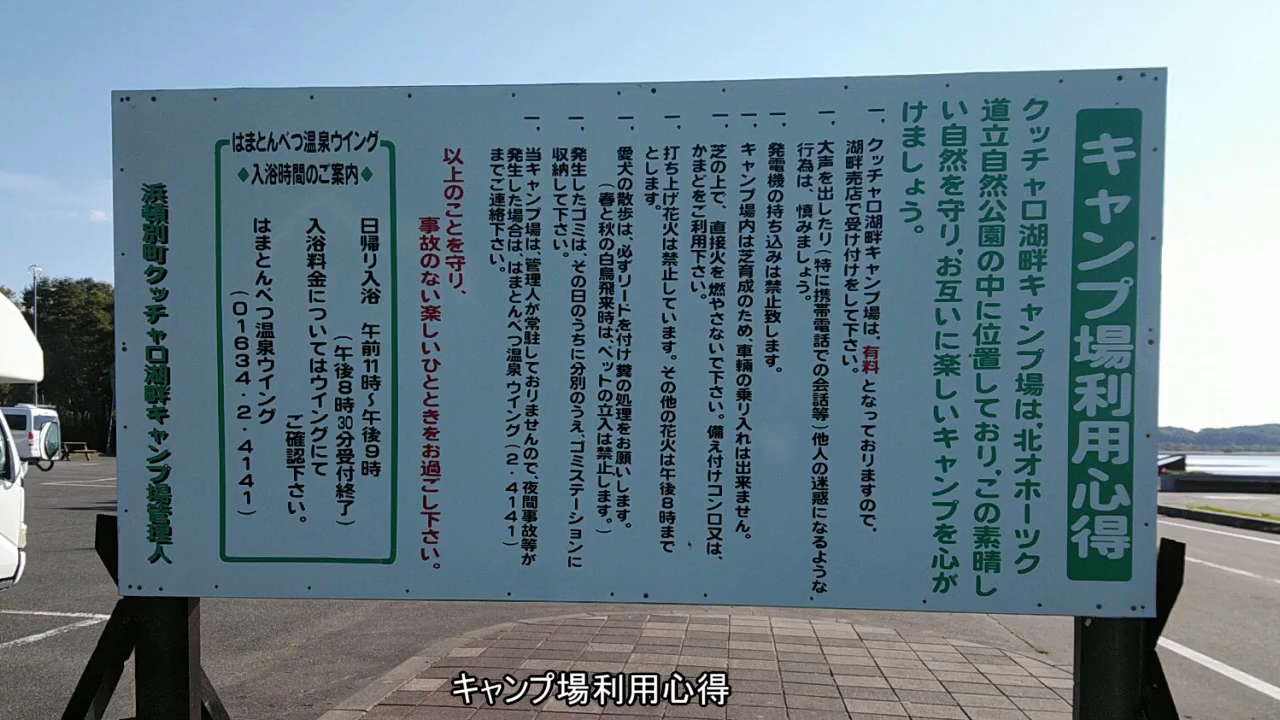 キャンプ場利用心得
クッチャロ湖畔キャンプ場は、北オホーツク
道立自然公園の中に位置しており、この素晴し
い自然を守り、お互いに楽しいキャンプを心が
けましょう。
一、クッチャロ湖畔キャンプ場は、有料となっておりますので、
湖畔売店で受け付けをして下さい。
一、大声を出したり(特に携帯電話での会話等)他人の迷惑になるような
行為は、慎みましょう。
一、発電機の持ち込みは禁止致します。
一、キャンプ場内は芝育成のため、車輌の乗り入れは出来ません。
一、芝の上で、直接火を燃やさないで下さい。備え付けコンロ又は、
かまどをご利用下さい。
一、打ち上げ花火は禁止しています。その他の花火は午後8時まで
とします。
一、愛犬の散歩は、必ずリードを付け糞の処理をお願いします。
(春と秋の白鳥飛来時は、ペットの立入は禁止します。)
一、発生したゴミは、その日のうちに分別のうえ、ゴミステーションに
収納して下さい。
一、当キャンプ場は、管理人が常駐しておりませんので、夜間事故等が
発生した場合は、はまとんべつ温泉ウイング(2・4141)
までご連絡下さい。
以上のことを守り、
事故のない楽しいひとときをお過ごし下さい。
はまとんべつ温泉ウイング
◆入浴時間のご案内◆
日帰り入浴 午前11時〜午後9時
(午後8時30分受付終了)
入浴料金についてはウイングにて
ご確認下さい。
はまとんべつ温泉ウイング
(01634・2・4141)
浜頓別町クッチャロ湖畔キャンプ場管理人
キャンプ場利用心得